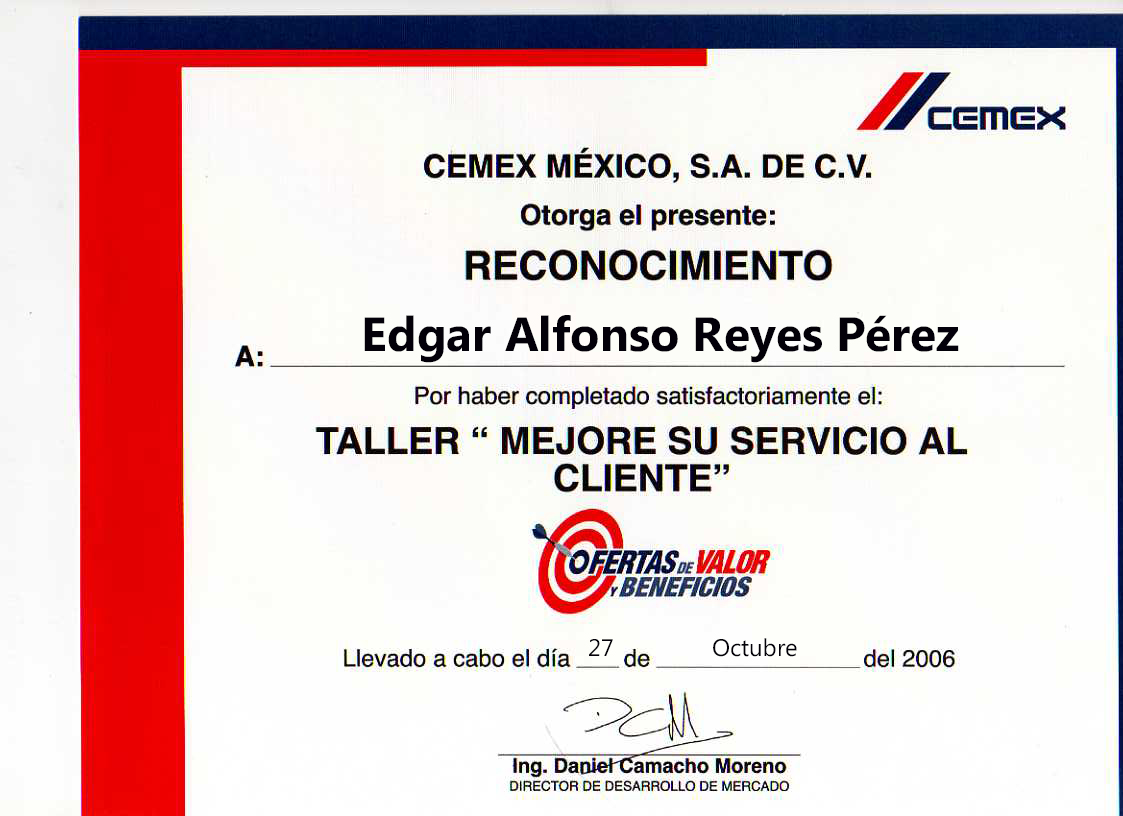 CEMEX
CEMEX MÉXICO, S.A. DE C.V.
Otorga el presente:
RECONOCIMIENTO
A: Edgar Alfonso Reyes Pérez
Por haber completado satisfactoriamente el:
TALLER “ MEJORE SU SERVICIO AL
CLIENTE”
OFERTAS DE VALOR
Y BENEFICIOS
Llevado a cabo el día 27 de Octubre del 2006
DCM
Ing. Daniel Camacho Moreno
DIRECTOR DE DESARROLLO DE MERCADO